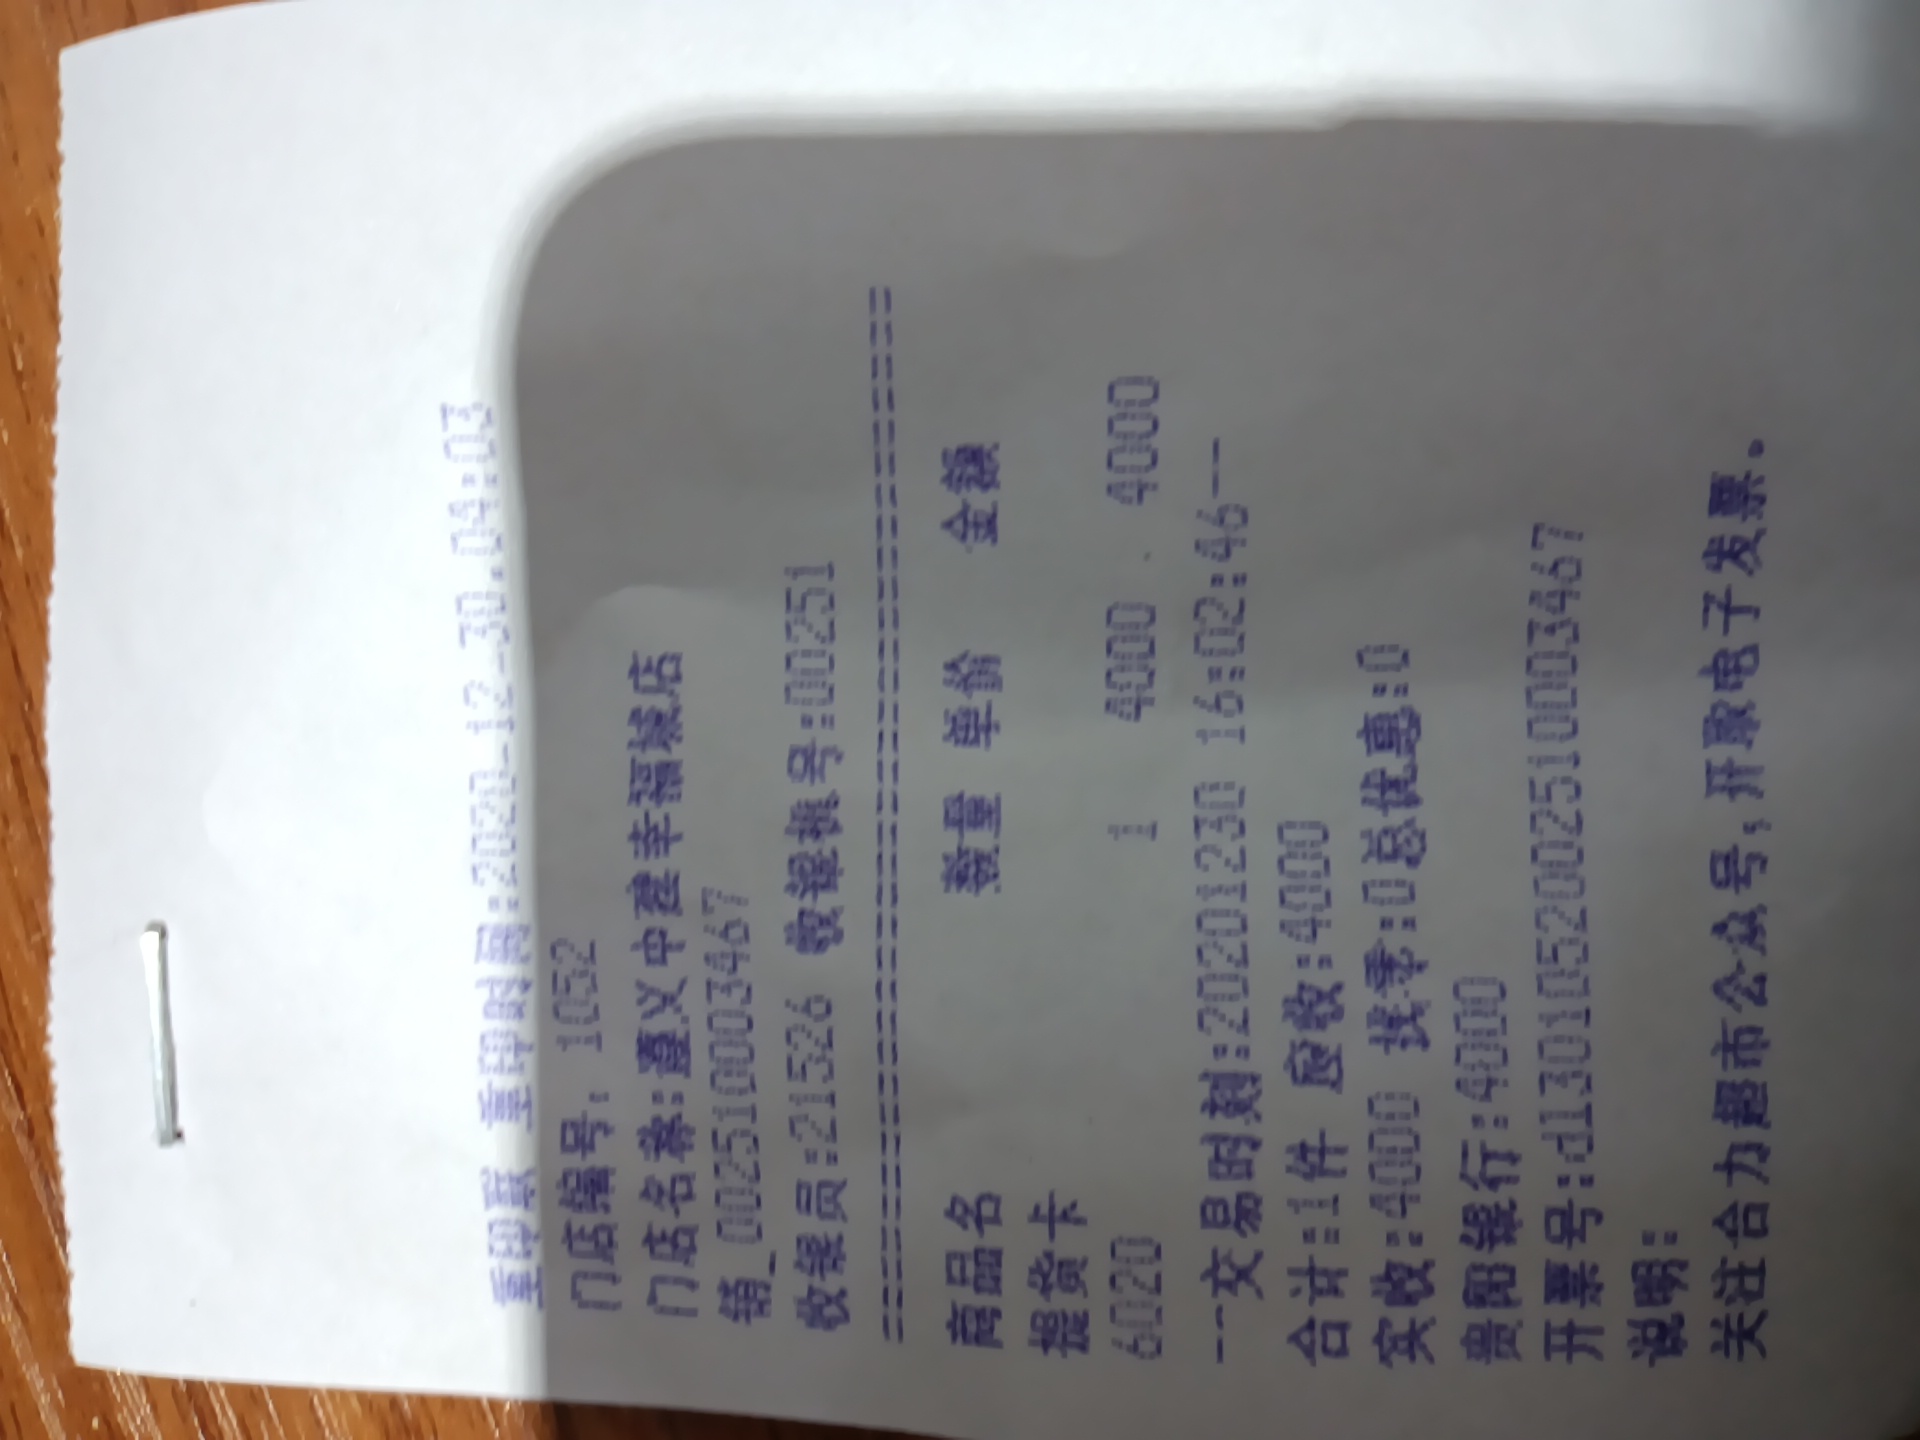 重印票 重印时间:2020-12-30.04:03
门店编号: 1052
门店名称:遵义中建幸福城店
销_002510003467
收银员:21526 收银机号:00251
==================================
商品名 数量 单价 金额
提货卡
6020 1 4000 . 4000
--交易时刻:20201230 16:02:46--
合计:1件 应收:4000
实收:4000 找零:0总优惠:0
贵阳银行:4000
开票号:d1301052002510003467
说明:
关注合力超市公众号,开取电子发票。